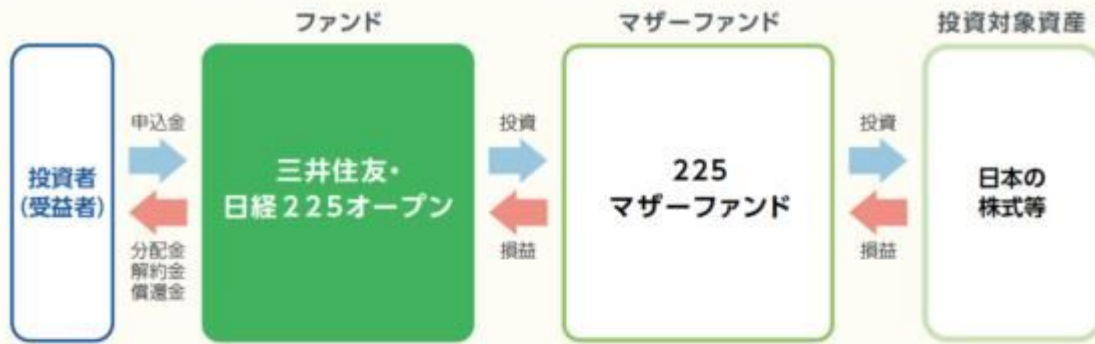 ファンド
マザーファンド
投資対象資産
投資者
(受益者)
申込金
分配金
解約金
償還金
三井住友・
日経225オープン
投資
損益
225
マザーファンド
投資
損益
日本の
株式等